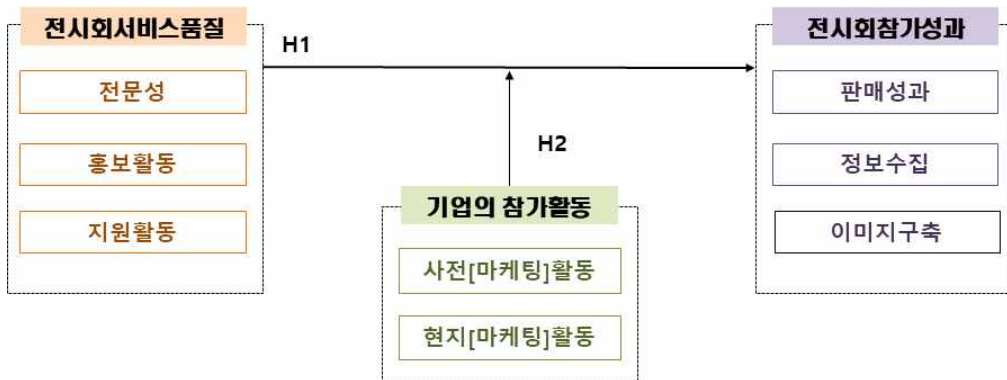 전시회서비스품질
전문성
홍보활동
지원활동
H1
H2
기업의 참가활동
사전[마케팅]활동
현지[마케팅]활동
전시회참가성과
판매성과
정보수집
이미지구축